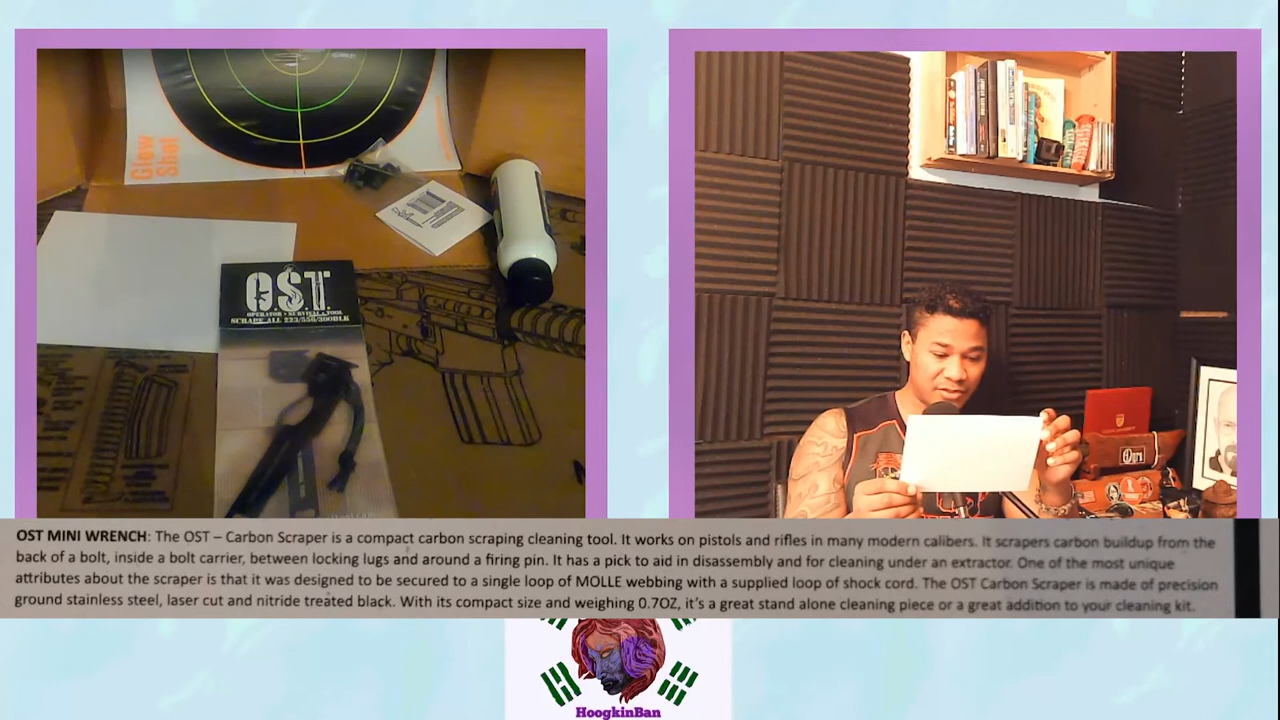 Glow
Shot
O.S.T.
OPERATOR • SURVIVAL • TOOL
SCRAPE ALL 223/556/300BLK
OST MINI WRENCH: The OST – Carbon Scraper is a compact carbon scraping cleaning tool. It works on pistols and rifles in many modern calibers. It scrapers carbon buildup from the
back of a bolt, inside a bolt carrier, between locking lugs and around a firing pin. It has a pick to aid in disassembly and for cleaning under an extractor. One of the most unique
attributes about the scraper is that it was designed to be secured to a single loop of MOLLE webbing with a supplied loop of shock cord. The OST Carbon Scraper is made of precision
ground stainless steel, laser cut and nitride treated black. With its compact size and weighing 0.7OZ, it's a great stand alone cleaning piece or a great addition to your cleaning kit.
HoogkinBan